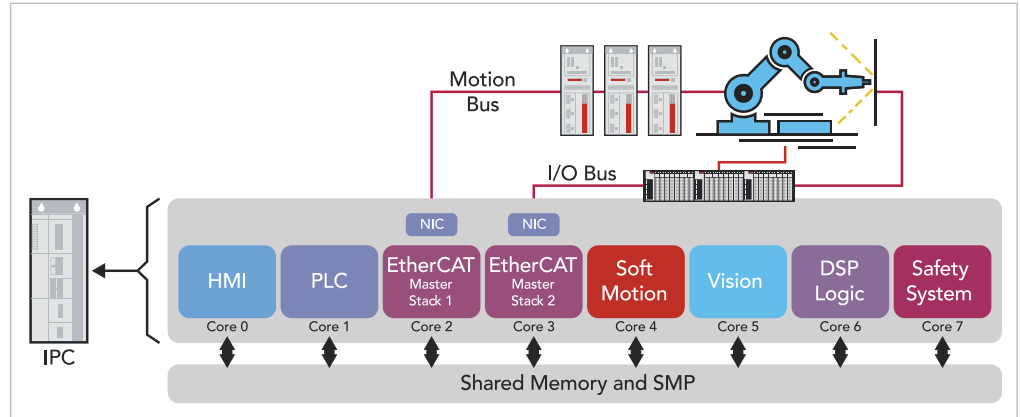 Motion
Bus
I/O Bus
NIC
NIC
HMI
PLC
EtherCAT
Master
Stack 1
EtherCAT
Master
Stack 2
Soft
Motion
Vision
DSP
Logic
Safety
System
Core 0
Core 1
Core 2
Core 3
Core 4
Core 5
Core 6
Core 7
IPC
Shared Memory and SMP